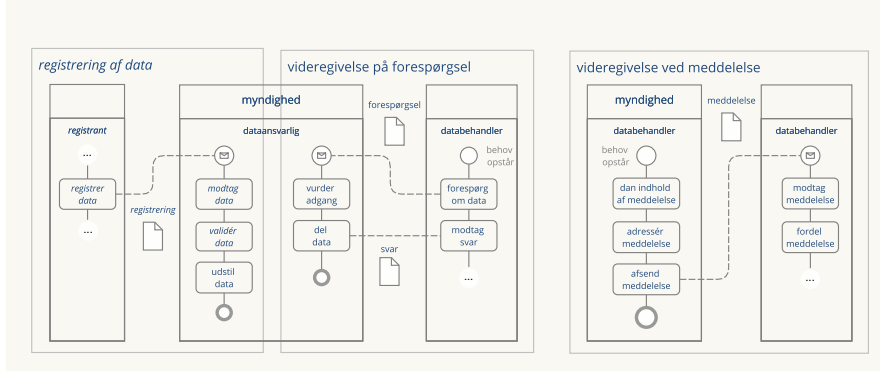 registrering af data
videregivelse på forespørgsel
videregivelse ved meddelelse
registrant
...
registrer
data
...
registrering
myndighed
dataansvarlig
modtag
data
validér
data
udstil
data
vurder
adgang
del
data
forespørgsel
svar
databehandler
behov
opstår
forespørg
om data
modtag
svar
...
myndighed
databehandler
behov
opstår
dan indhold
af meddelelse
adressér
meddelelse
afsend
meddelelse
meddelelse
databehandler
modtag
meddelelse
fordel
meddelelse
...